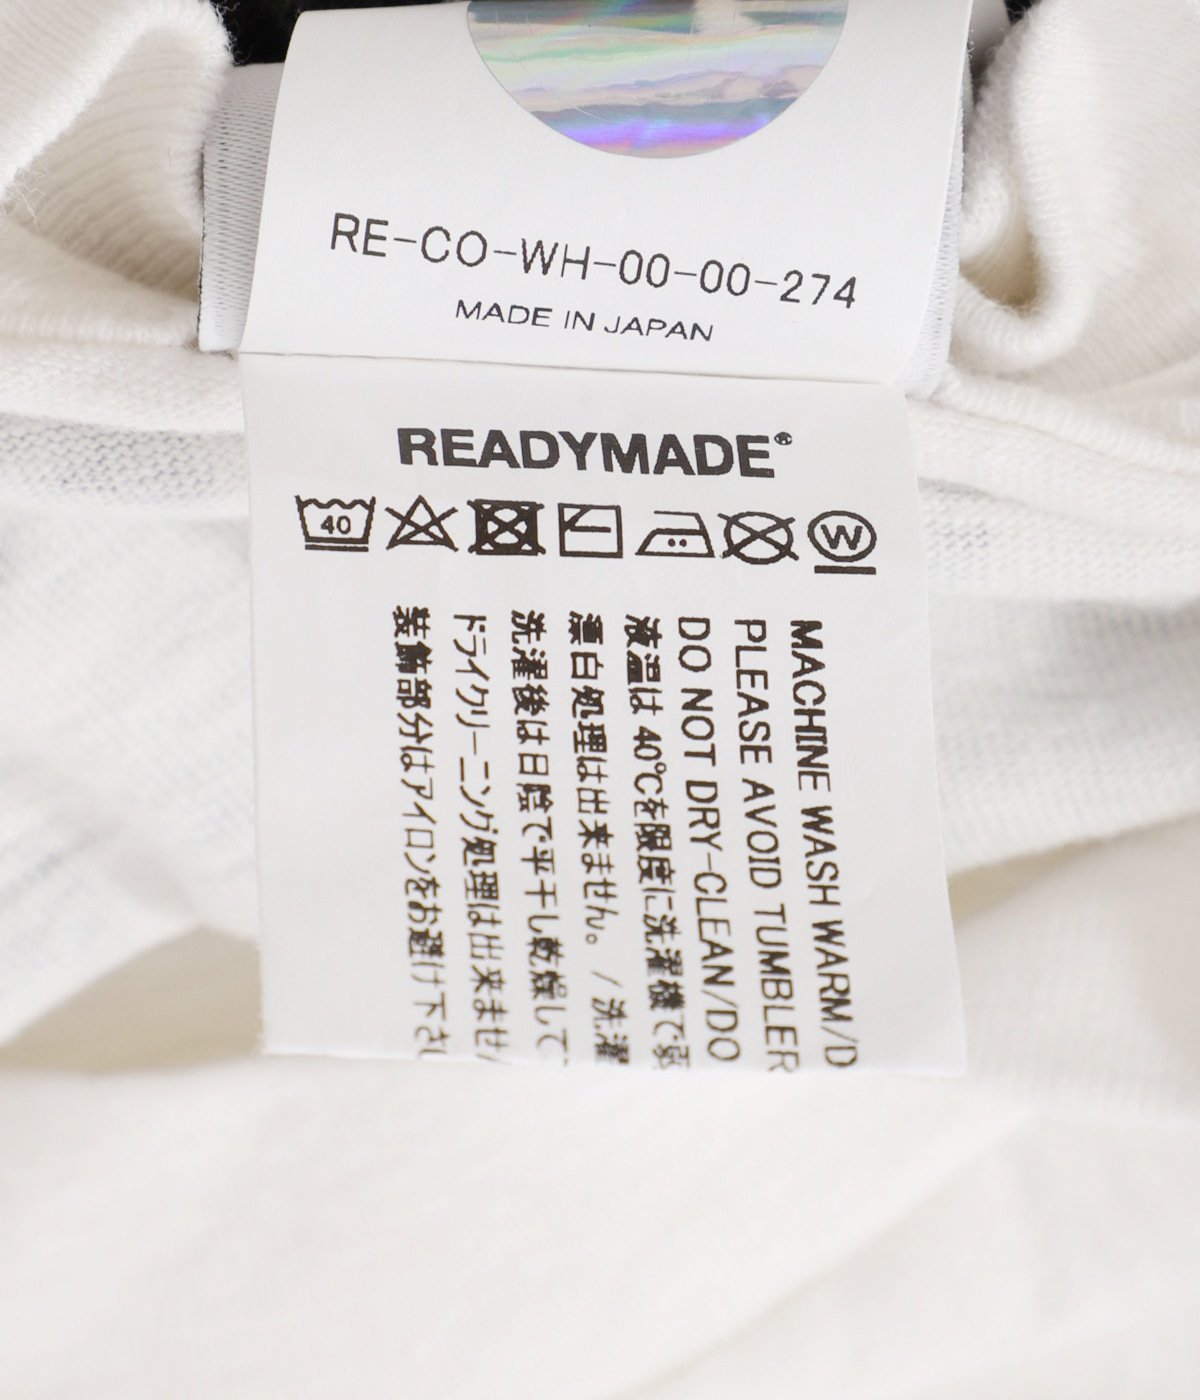 RE-CO-WH-00-00-274
MADE IN JAPAN
READYMADE®
40
W
MACHINE WASH WARM/D
PLEASE AVOID TUMBLER
DO NOT DRY-CLEAN/DO
液温は 40℃を限度に洗濯機で弱
漂白処理は出来ません。 / 洗濯
洗濯後は日陰で平干し乾燥して
ドライクリーニング処理は出来ません
装飾部分はアイロンをお避け下さい